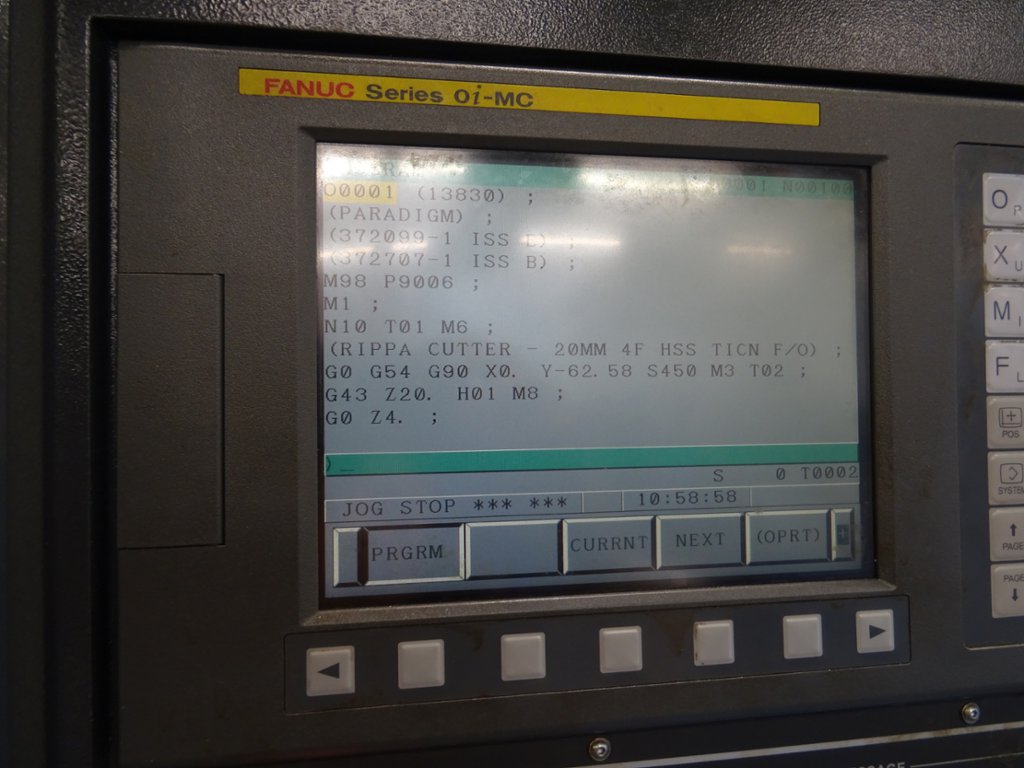 FANUC Series 0i-MC
O0001 (13830) ;
N00100
(PARADIGM) ;
(372099-1 ISS E) ;
(372707-1 ISS B) ;
M98 P9006 ;
M1 ;
N10 T01 M6 ;
(RIPPA CUTTER - 20MM 4F HSS TICN F/O) ;
G0 G54 G90 X0. Y-62.58 S450 M3 T02 ;
G43 Z20. H01 M8 ;
G0 Z4. ;
)_
S 0 T0002
JOG STOP *** *** 10:58:58
PRGRM CURRNT NEXT (OPRT) +
O
X U
M I
F L
POS
SYSTEM
PAGE
PAGE